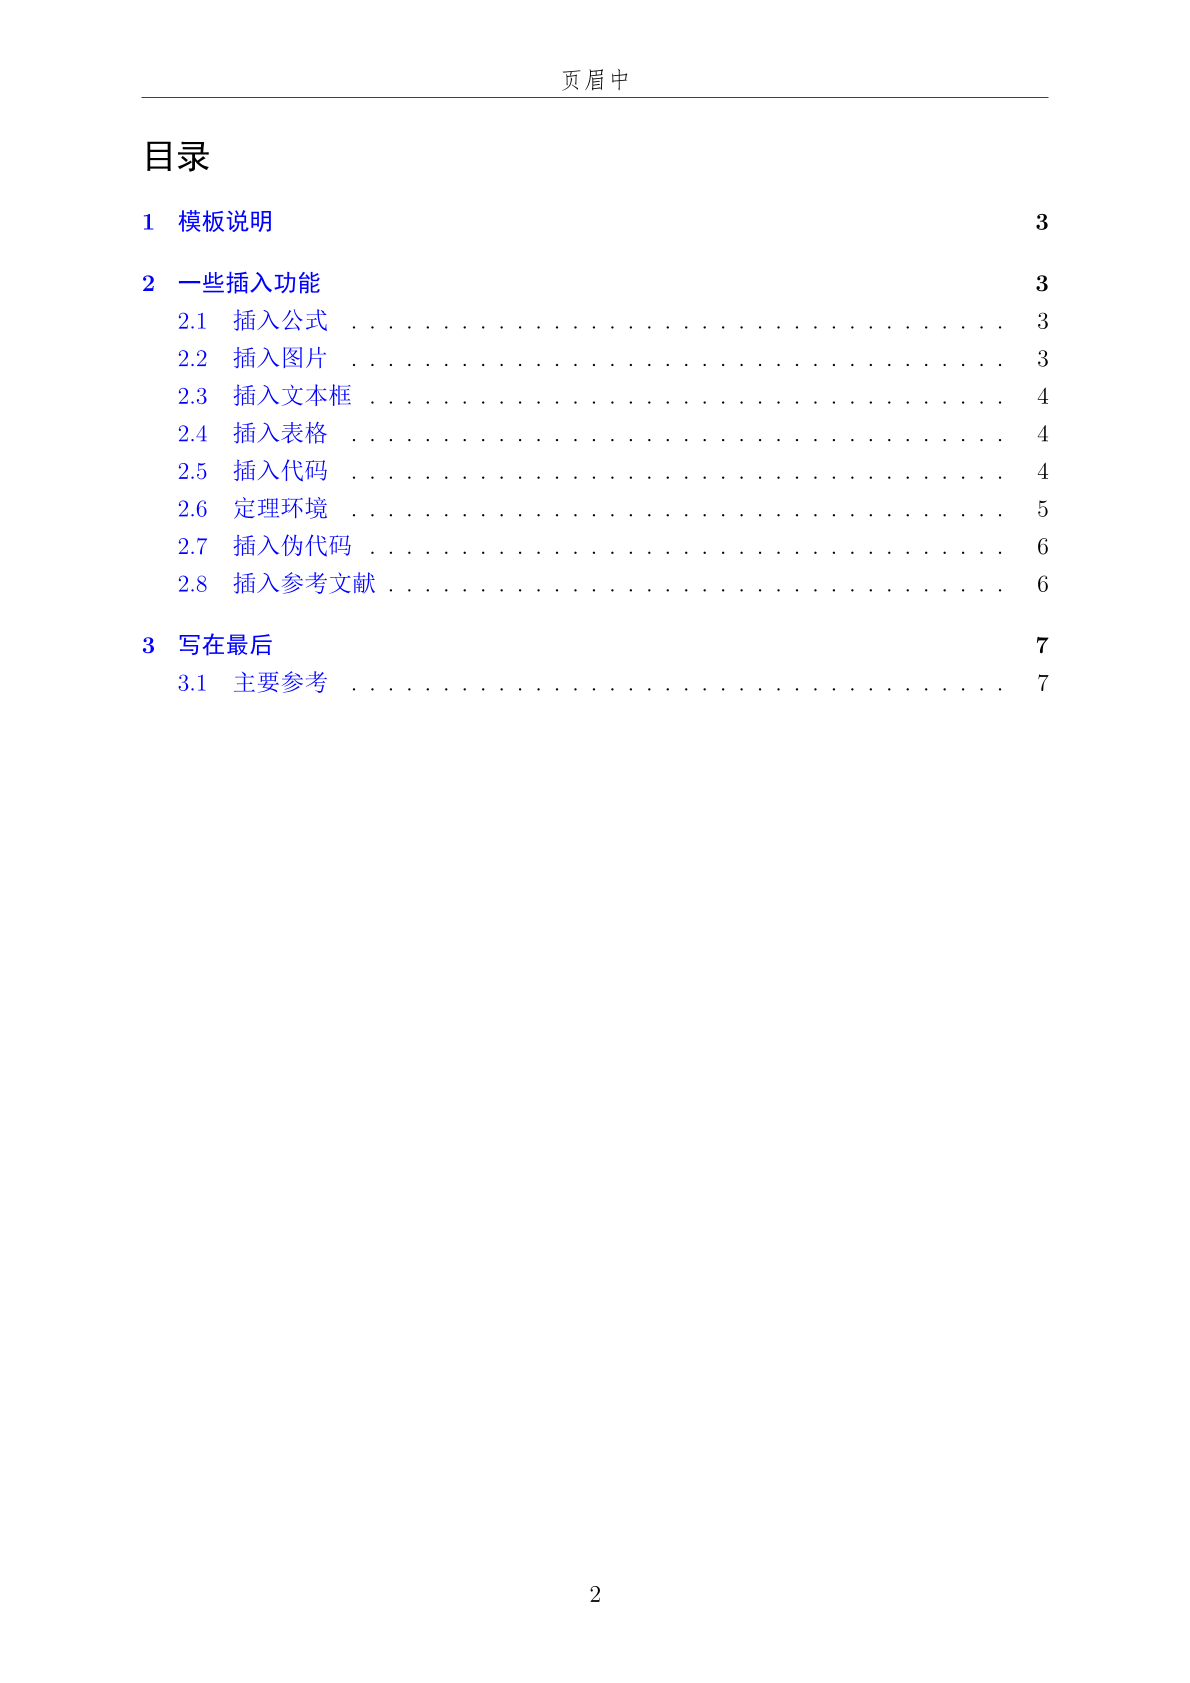 页眉中
目录
1 模板说明 3
2 一些插入功能 3
2.1 插入公式 . . . . . . . . . . . . . . . . . . . . . . . . . . . . . . . . . . . . 3
2.2 插入图片 . . . . . . . . . . . . . . . . . . . . . . . . . . . . . . . . . . . . 3
2.3 插入文本框 . . . . . . . . . . . . . . . . . . . . . . . . . . . . . . . . . . . 4
2.4 插入表格 . . . . . . . . . . . . . . . . . . . . . . . . . . . . . . . . . . . . 4
2.5 插入代码 . . . . . . . . . . . . . . . . . . . . . . . . . . . . . . . . . . . . 4
2.6 定理环境 . . . . . . . . . . . . . . . . . . . . . . . . . . . . . . . . . . . . 5
2.7 插入伪代码 . . . . . . . . . . . . . . . . . . . . . . . . . . . . . . . . . . . 6
2.8 插入参考文献 . . . . . . . . . . . . . . . . . . . . . . . . . . . . . . . . . . 6
3 写在最后 7
3.1 主要参考 . . . . . . . . . . . . . . . . . . . . . . . . . . . . . . . . . . . . 7
2